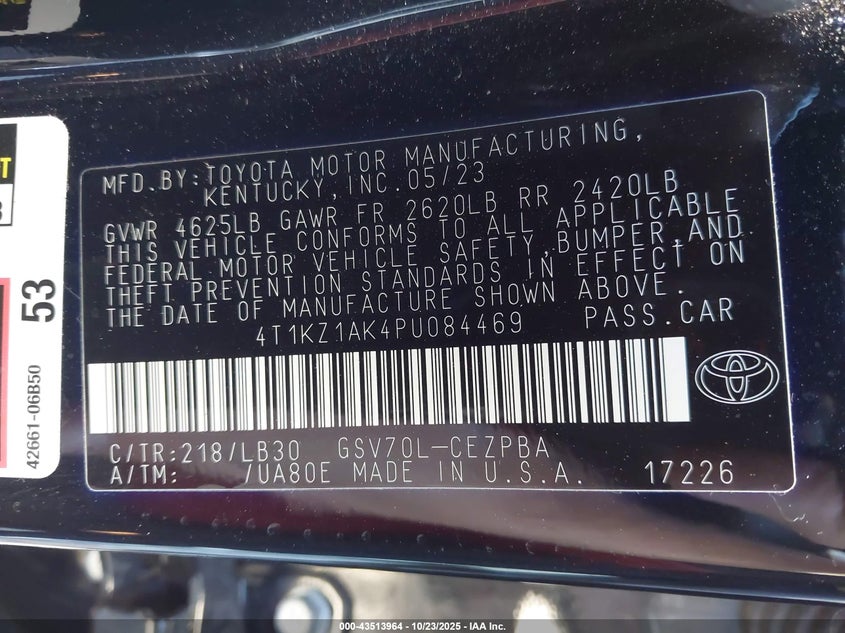 MFD. BY: TOYOTA MOTOR MANUFACTURING,
KENTUCKY, INC. 05/23
GVWR 4625LB GAWR FR 2620LB RR 2420LB
THIS VEHICLE CONFORMS TO ALL APPLICABLE
FEDERAL MOTOR VEHICLE SAFETY, BUMPER, AND
THEFT PREVENTION STANDARDS IN EFFECT ON
THE DATE OF MANUFACTURE SHOWN ABOVE.
4T1KZ1AK4PU084469 PASS. CAR
C/TR: 218/LB30 GSV70L-CEZPBA
A/TM: /UA80E MADE IN U.S.A. 17226
53
42661-06B50
000-43513964 | 10/23/2025 - IAA Inc.